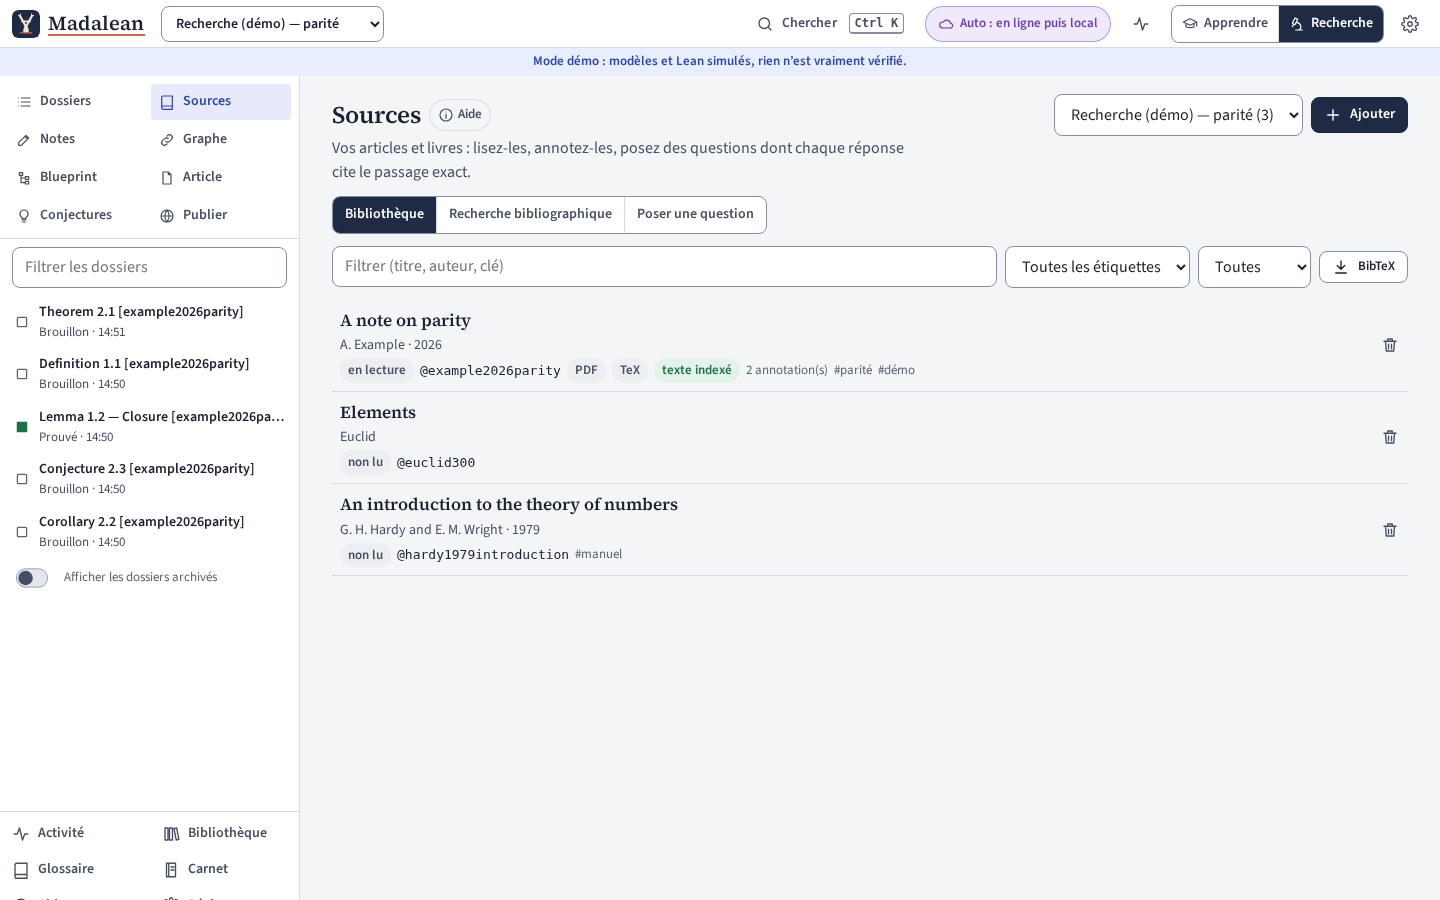 Madalean
Recherche (démo) — parité
Chercher
Ctrl K
Auto : en ligne puis local
Apprendre
Recherche
Mode démo : modèles et Lean simulés, rien n’est vraiment vérifié.
Dossiers
Sources
Notes
Graphe
Blueprint
Article
Conjectures
Publier
Filtrer les dossiers
Theorem 2.1 [example2026parity]
Brouillon · 14:51
Definition 1.1 [example2026parity]
Brouillon · 14:50
Lemma 1.2 — Closure [example2026pa…
Prouvé · 14:50
Conjecture 2.3 [example2026parity]
Brouillon · 14:50
Corollary 2.2 [example2026parity]
Brouillon · 14:50
Afficher les dossiers archivés
Activité
Bibliothèque
Glossaire
Carnet
Sources
Aide
Recherche (démo) — parité (3)
Ajouter
Vos articles et livres : lisez-les, annotez-les, posez des questions dont chaque réponse
cite le passage exact.
Bibliothèque
Recherche bibliographique
Poser une question
Filtrer (titre, auteur, clé)
Toutes les étiquettes
Toutes
BibTeX
A note on parity
A. Example · 2026
en lecture @example2026parity PDF TeX texte indexé 2 annotation(s) #parité #démo
Elements
Euclid
non lu @euclid300
An introduction to the theory of numbers
G. H. Hardy and E. M. Wright · 1979
non lu @hardy1979introduction #manuel